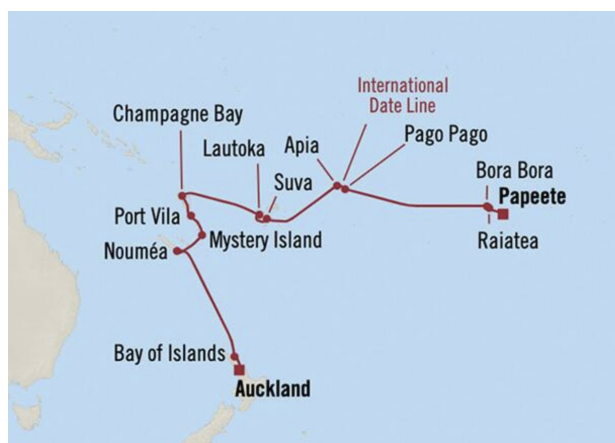 International
Date Line
Champagne Bay
Lautoka
Apia
Pago Pago
Suva
Bora Bora
Papeete
Port Vila
Mystery Island
Raiatea
Nouméa
Bay of Islands
Auckland